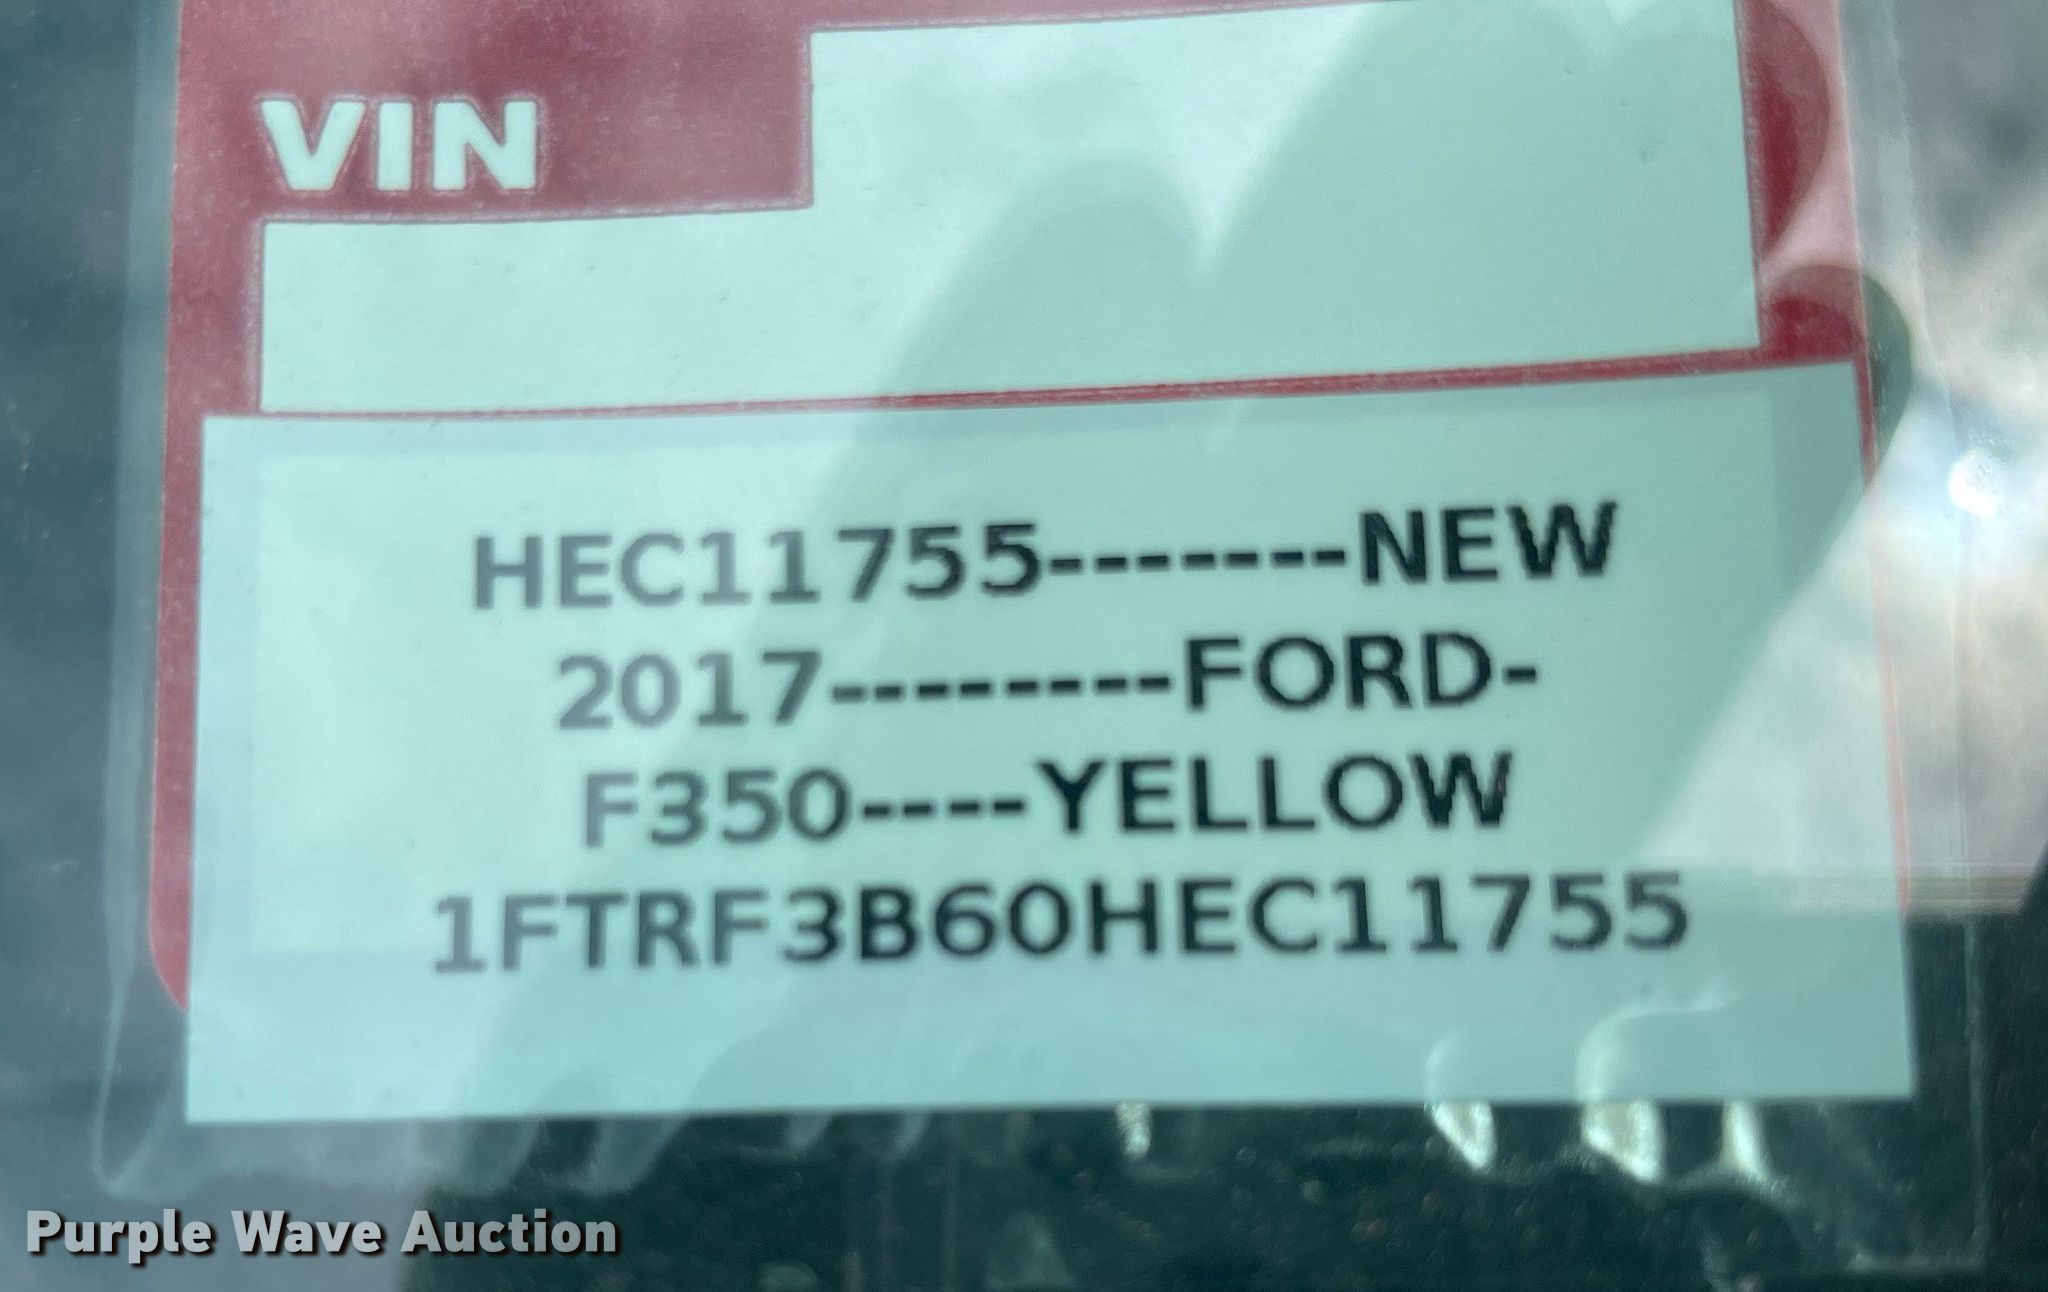 VIN
HEC11755-------NEW
2017---------FORD-
F350----YELLOW
1FTRF3B60HEC11755
Purple Wave Auction